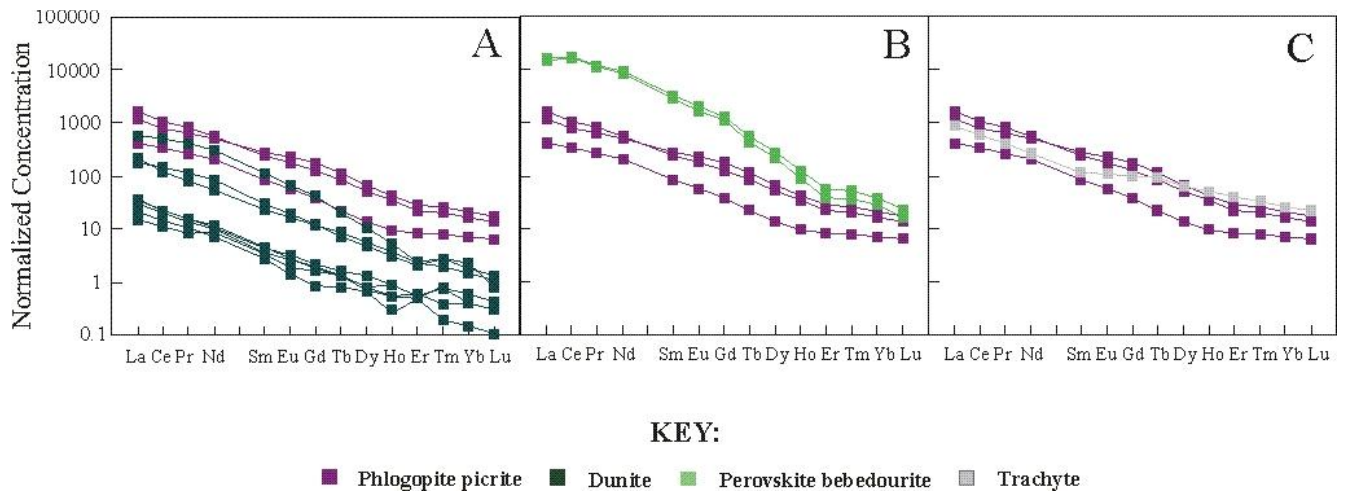 Normalized Concentration
100000
10000
1000
100
10
1
0.1
A
B
C
La Ce Pr Nd Sm Eu Gd Tb Dy Ho Er Tm Yb Lu
La Ce Pr Nd Sm Eu Gd Tb Dy Ho Er Tm Yb Lu
La Ce Pr Nd Sm Eu Gd Tb Dy Ho Er Tm Yb Lu
KEY:
Phlogopite picrite Dunite Perovskite bebedourite Trachyte